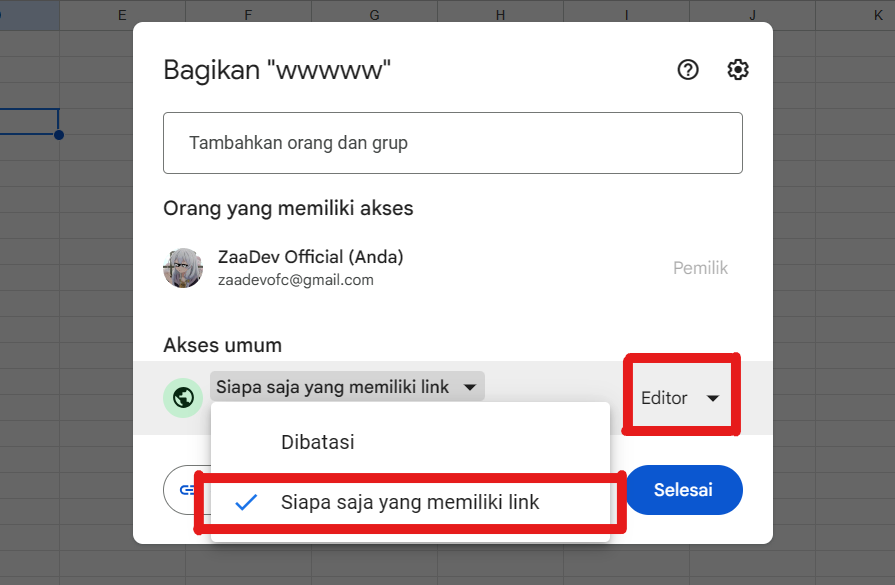 E F G H I J K
Bagikan "wwwww"
Tambahkan orang dan grup
Orang yang memiliki akses
ZaaDev Official (Anda)
zaadevofc@gmail.com
Pemilik
Akses umum
Siapa saja yang memiliki link
Editor
Dibatasi
Siapa saja yang memiliki link
Selesai